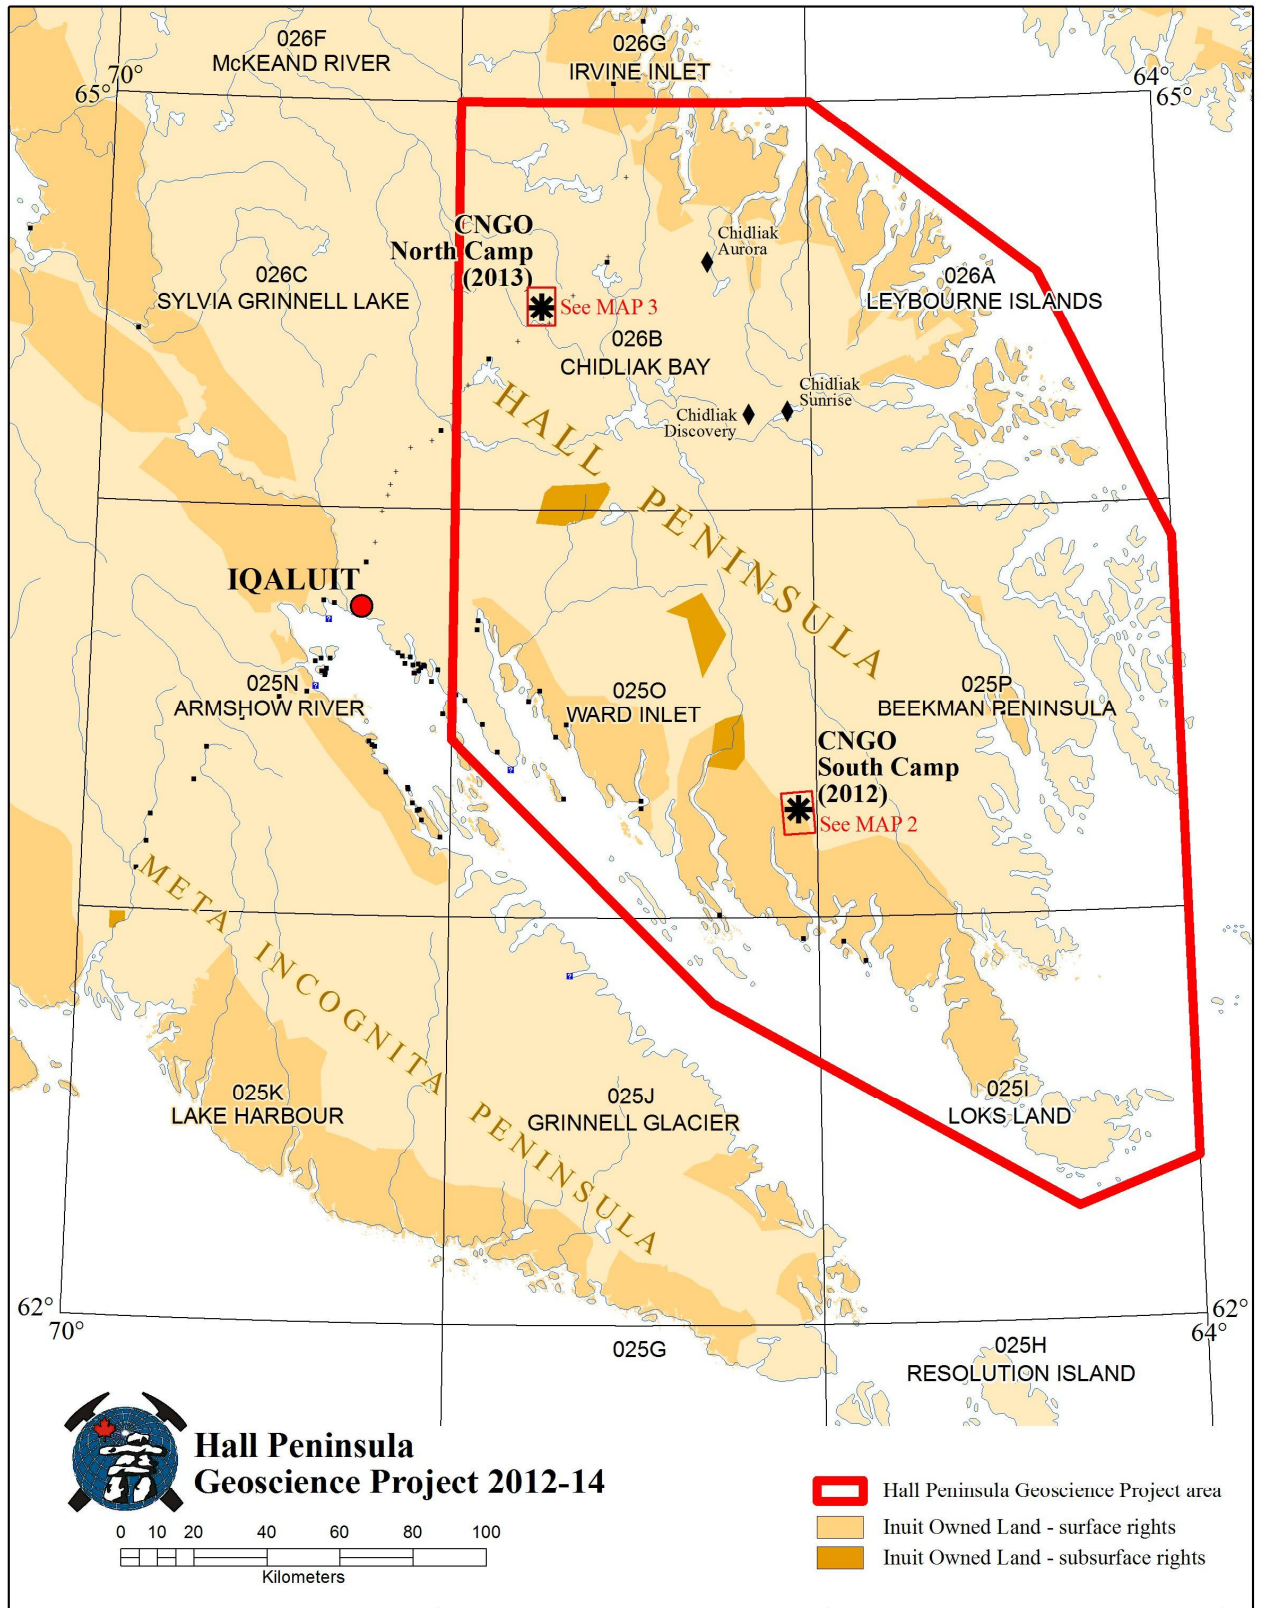 026F
McKEAND RIVER
026G
IRVINE INLET
70°
65°
64°
65°
CNGO
North Camp
(2013)
See MAP 3
Chidliak
Aurora
026C
SYLVIA GRINNELL LAKE
026A
LEYBOURNE ISLANDS
026B
CHIDLIAK BAY
Chidliak
Sunrise
Chidliak
Discovery
HALL PENINSULA
IQALUIT
?
?
025N
ARMSHOW RIVER
025O
WARD INLET
025P
BEEKMAN PENINSULA
CNGO
South Camp
(2012)
See MAP 2
?
META INCOGNITA PENINSULA
?
025K
LAKE HARBOUR
025J
GRINNELL GLACIER
025I
LOKS LAND
62°
70°
62°
64°
025G
025H
RESOLUTION ISLAND
Hall Peninsula
Geoscience Project 2012-14
0 10 20 40 60 80 100
Kilometers
Hall Peninsula Geoscience Project area
Inuit Owned Land - surface rights
Inuit Owned Land - subsurface rights